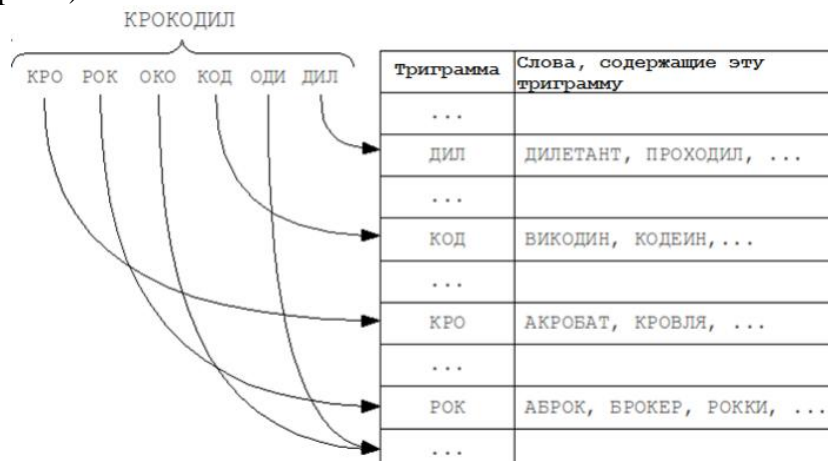 КРОКОДИЛ
КРО РОК ОКО КОД ОДИ ДИЛ
Триграмма Слова, содержащие эту
триграмму
...
ДИЛ ДИЛЕТАНТ, ПРОХОДИЛ, ...
...
КОД ВИКОДИН, КОДЕИН,...
...
КРО АКРОБАТ, КРОВЛЯ, ...
...
РОК АБРОК, БРОКЕР, РОККИ, ...
...